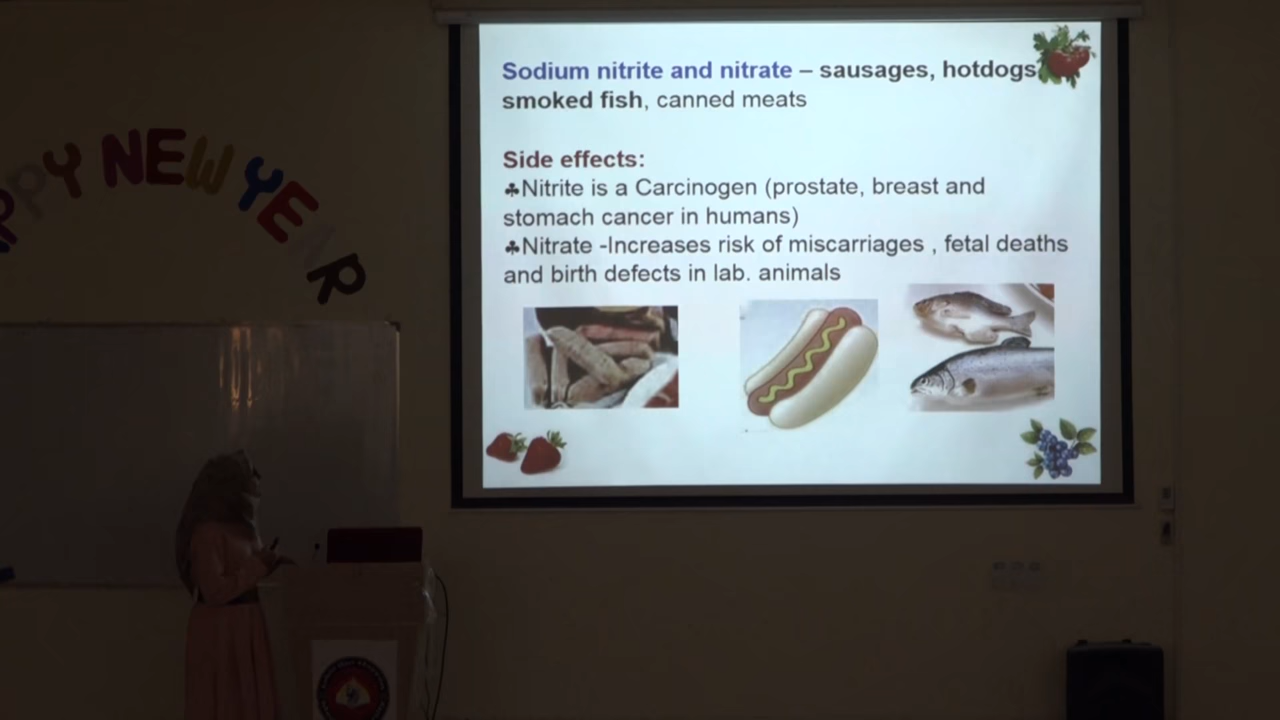 PPY NEW YEAR
Sodium nitrite and nitrate – sausages, hotdogs
smoked fish, canned meats
Side effects:
♣Nitrite is a Carcinogen (prostate, breast and
stomach cancer in humans)
♣Nitrate -Increases risk of miscarriages , fetal deaths
and birth defects in lab. animals